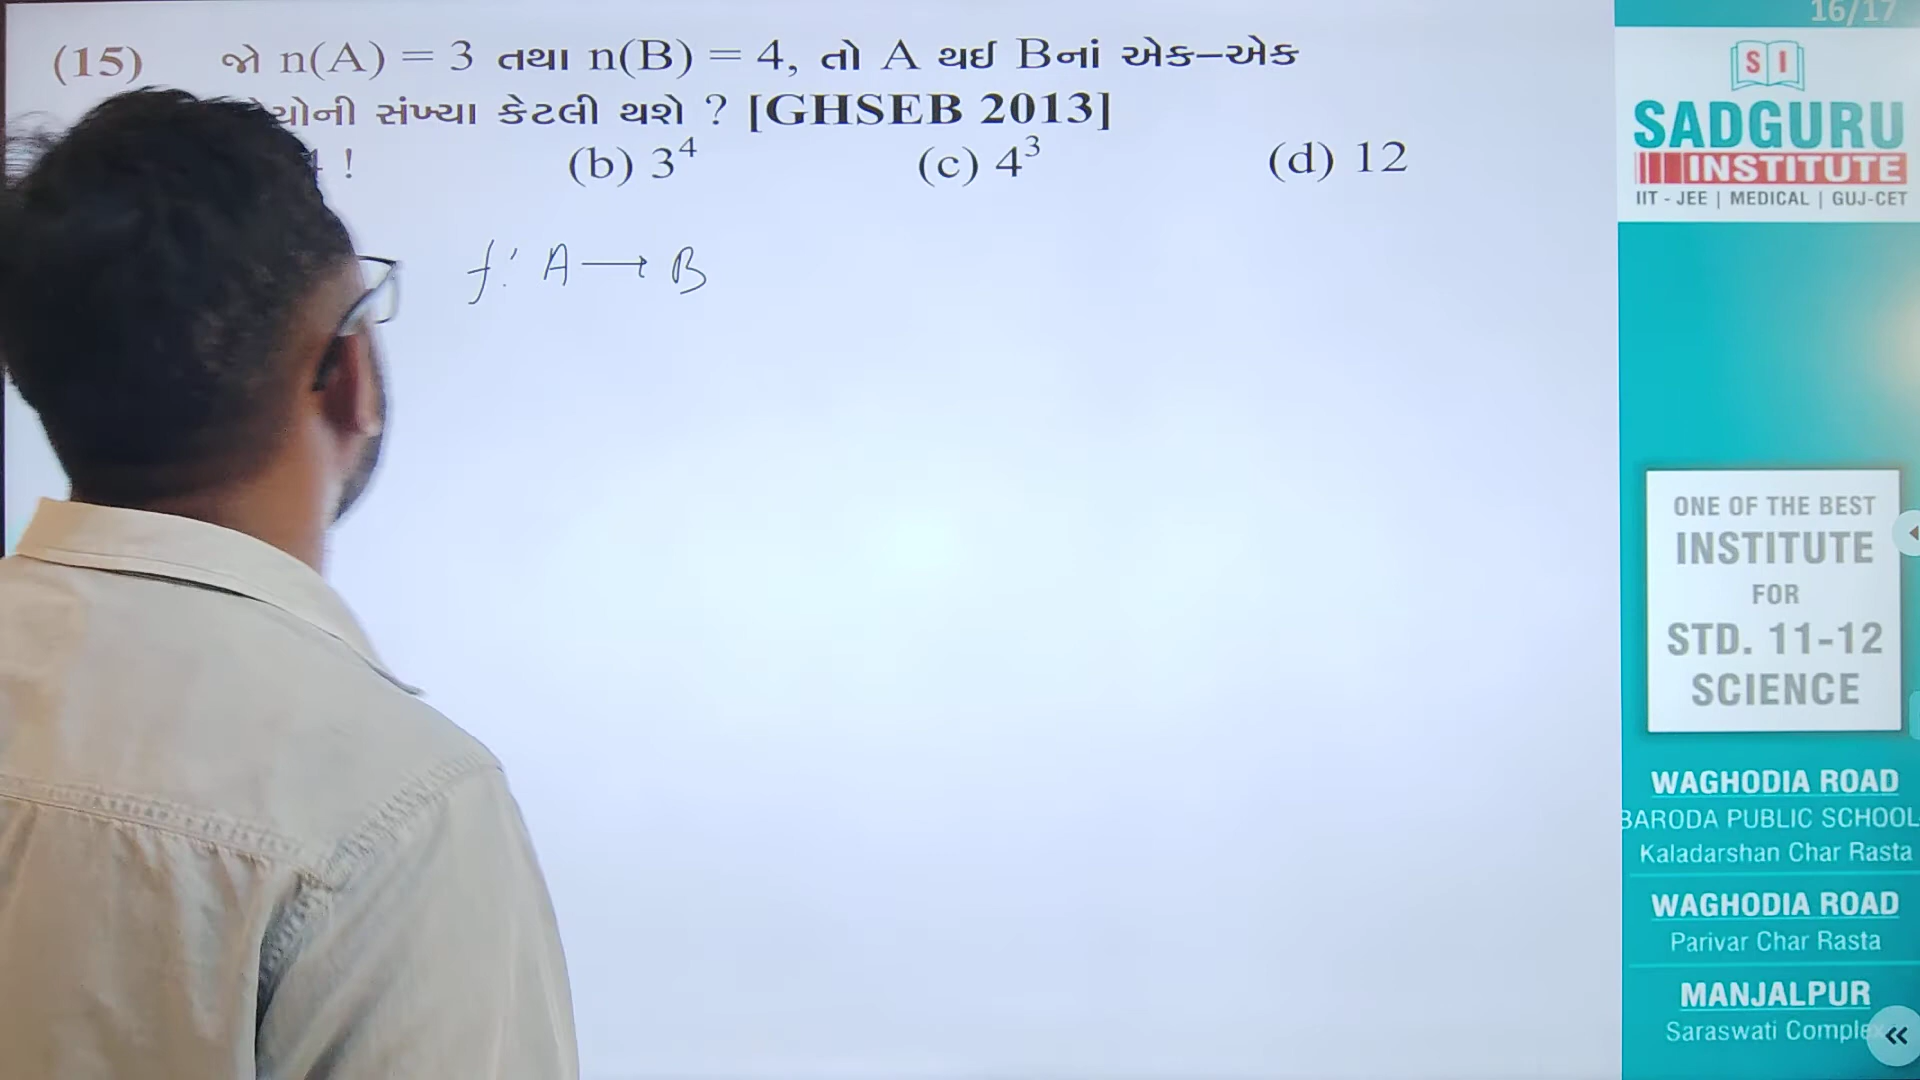 (15) જો n(A) = 3 તથા n(B) = 4, તો A થઈ Bનાં એક–એક
સંખ્યા કેટલી થશે ? [GHSEB 2013]
! (b) 3⁴ (c) 4³ (d) 12
f: A → B
16/17
S I
SADGURU
INSTITUTE
IIT - JEE | MEDICAL | GUJ-CET
ONE OF THE BEST
INSTITUTE
FOR
STD. 11-12
SCIENCE
WAGHODIA ROAD
BARODA PUBLIC SCHOOL
Kaladarshan Char Rasta
WAGHODIA ROAD
Parivar Char Rasta
MANJALPUR
Saraswati